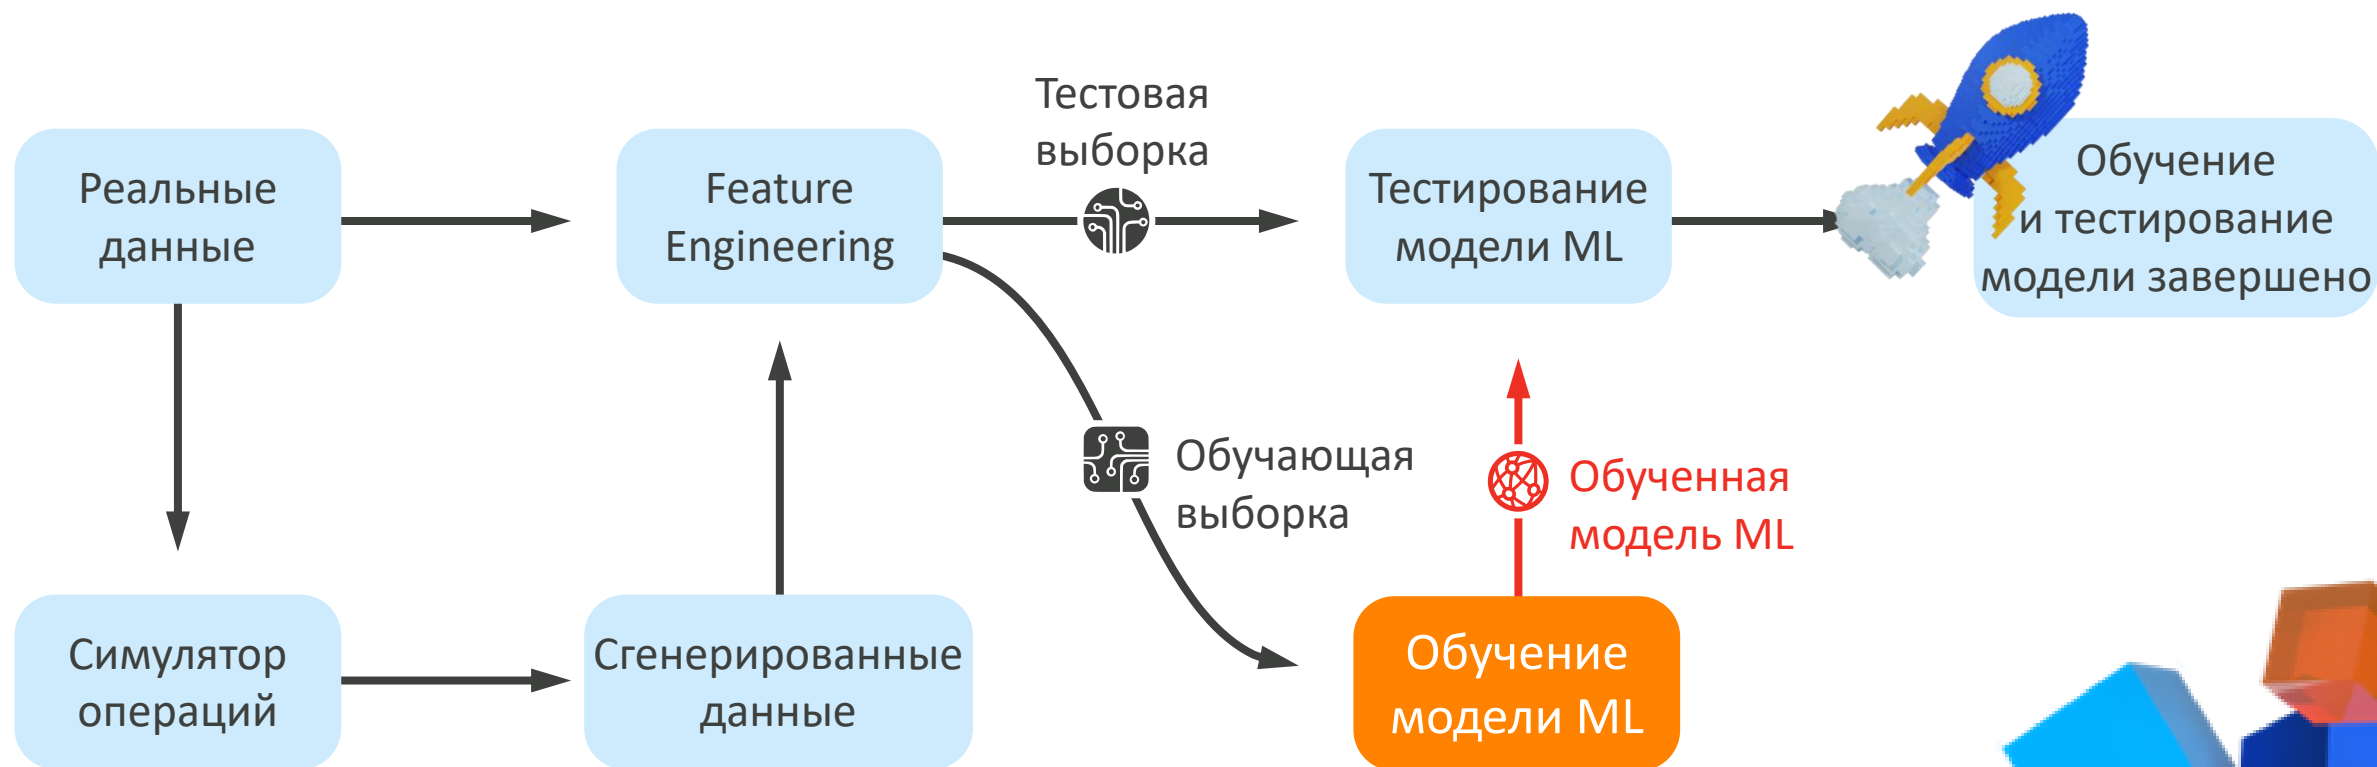 Реальные
данные
Feature
Engineering
Тестовая
выборка
Тестирование
модели ML
Обучение
и тестирование
модели завершено
Обучающая
выборка
Обученная
модель ML
Симулятор
операций
Сгенерированные
данные
Обучение
модели ML